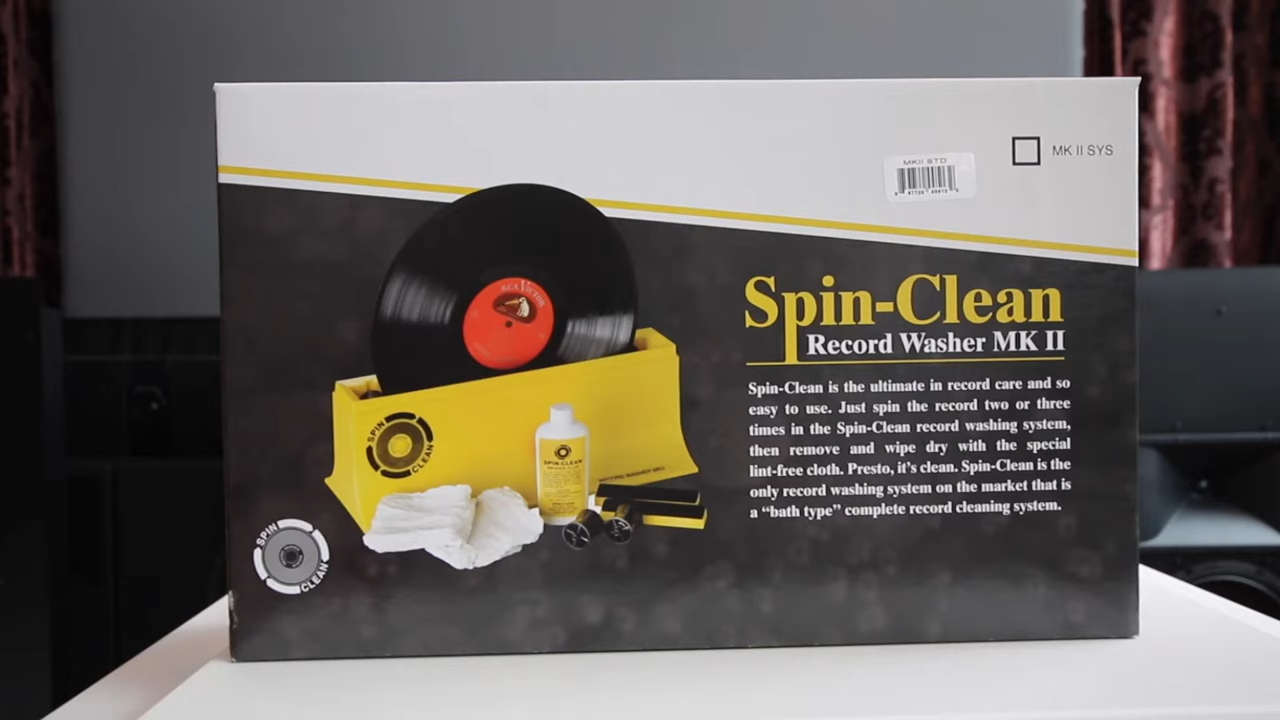 MKII STD
MK II SYS
RCA VICTOR
Spin-Clean
Record Washer MK II
Spin-Clean is the ultimate in record care and so
easy to use. Just spin the record two or three
times in the Spin-Clean record washing system,
then remove and wipe dry with the special
lint-free cloth. Presto, it's clean. Spin-Clean is the
only record washing system on the market that is
a “bath type” complete record cleaning system.
SPIN
CLEAN
SPIN-CLEAN
WASHER MKII
SPIN
CLEAN